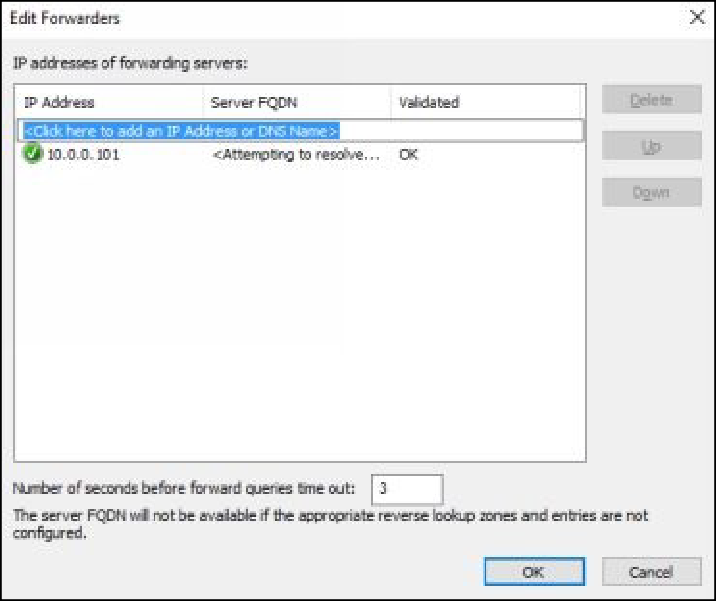 Edit Forwarders
IP addresses of forwarding servers:
IP Address Server FQDN Validated
<Click here to add an IP Address or DNS Name>
10.0.0.101 <Attempting to resolve... OK
Delete
Up
Down
Number of seconds before forward queries time out: 3
The server FQDN will not be available if the appropriate reverse lookup zones and entries are not
configured.
OK Cancel